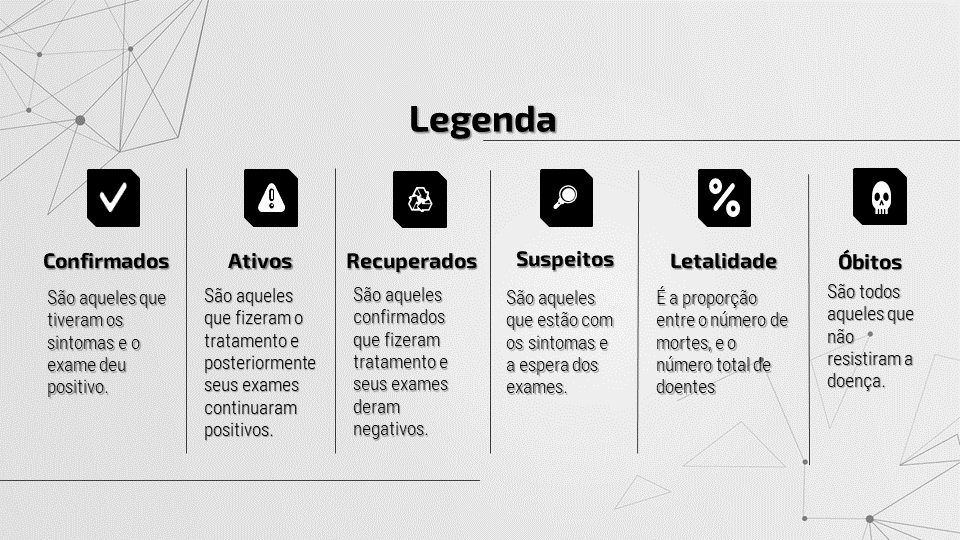 Legenda
Confirmados
São aqueles que
tiveram os
sintomas e o
exame deu
positivo.
Ativos
São aqueles
que fizeram o
tratamento e
posteriormente
seus exames
continuaram
positivos.
Recuperados
São aqueles
confirmados
que fizeram
tratamento e
seus exames
deram
negativos.
Suspeitos
São aqueles
que estão com
os sintomas e
a espera dos
exames.
Letalidade
É a proporção
entre o número de
mortes, e o
número total de
doentes
Óbitos
São todos
aqueles que
não
resistiram a
doença.